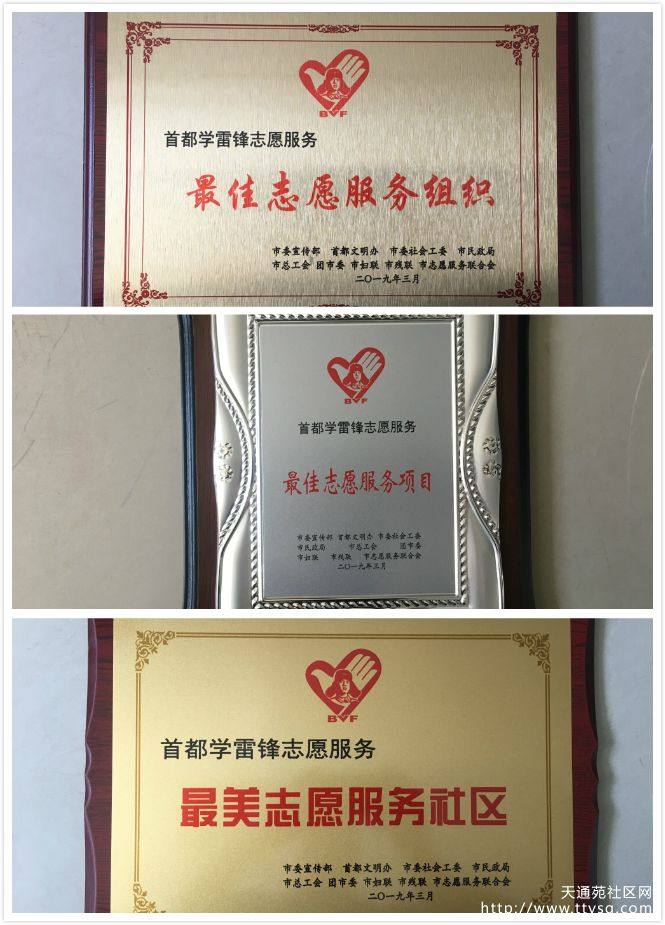 BVF
首都学雷锋志愿服务
最佳志愿服务组织
市委宣传部 首都文明办 市委社会工委 市民政局
市总工会 团市委 市妇联 市残联 市志愿服务联合会
二〇一九年三月
BVF
首都学雷锋志愿服务
最佳志愿服务项目
市委宣传部 首都文明办 市委社会工委
市民政局 市总工会 团市委
市妇联 市残联 市志愿服务联合会
二〇一九年三月
BVF
首都学雷锋志愿服务
最美志愿服务社区
市委宣传部 首都文明办 市委社会工委 市民政局
市总工会 团市委 市妇联 市残联 市志愿服务联合会
二〇一九年三月
天通苑社区网
http://www.ttysq.com